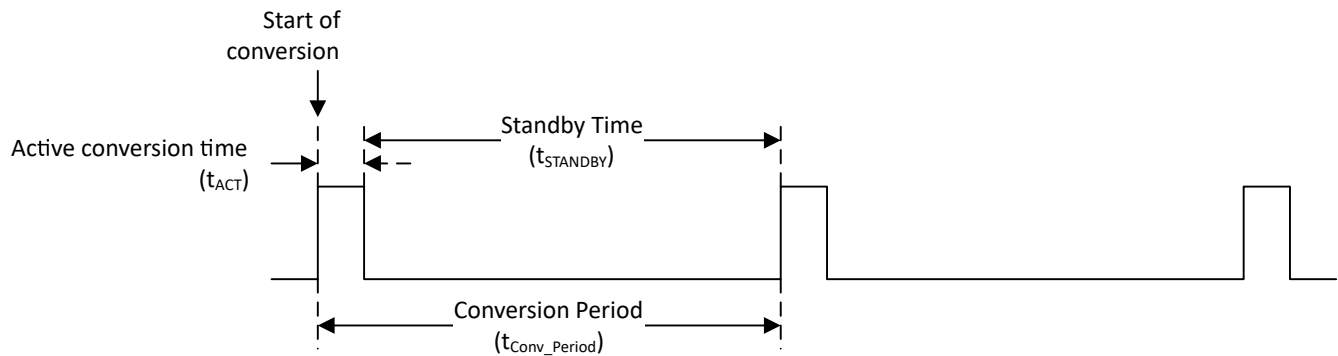 Start of
conversion
Standby Time
(tSTANDBY)
Active conversion time
(tACT)
Conversion Period
(tConv_Period)